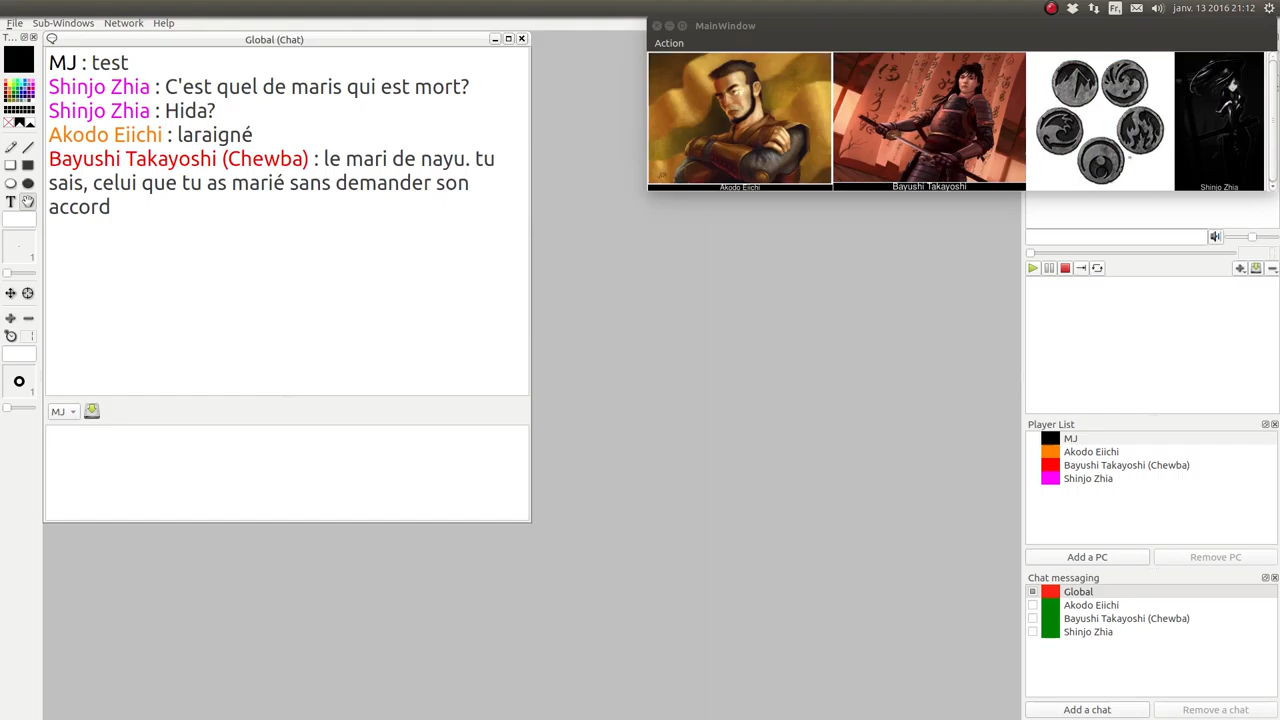 Fr₁ janv. 13 2016 21:12
File Sub-Windows Network Help
MainWindow
Action
T...
Global (Chat)
MJ : test
Shinjo Zhia : C'est quel de maris qui est mort?
Shinjo Zhia : Hida?
Akodo Eiichi : laraigné
Bayushi Takayoshi (Chewba) : le mari de nayu. tu
sais, celui que tu as marié sans demander son
accord
Akodo Eiichi
Bayushi Takayoshi
Shinjo Zhia
T
1
1
MJ
Player List
MJ
Akodo Eiichi
Bayushi Takayoshi (Chewba)
Shinjo Zhia
Add a PC
Remove PC
Chat messaging
Global
Akodo Eiichi
Bayushi Takayoshi (Chewba)
Shinjo Zhia
Add a chat
Remove a chat